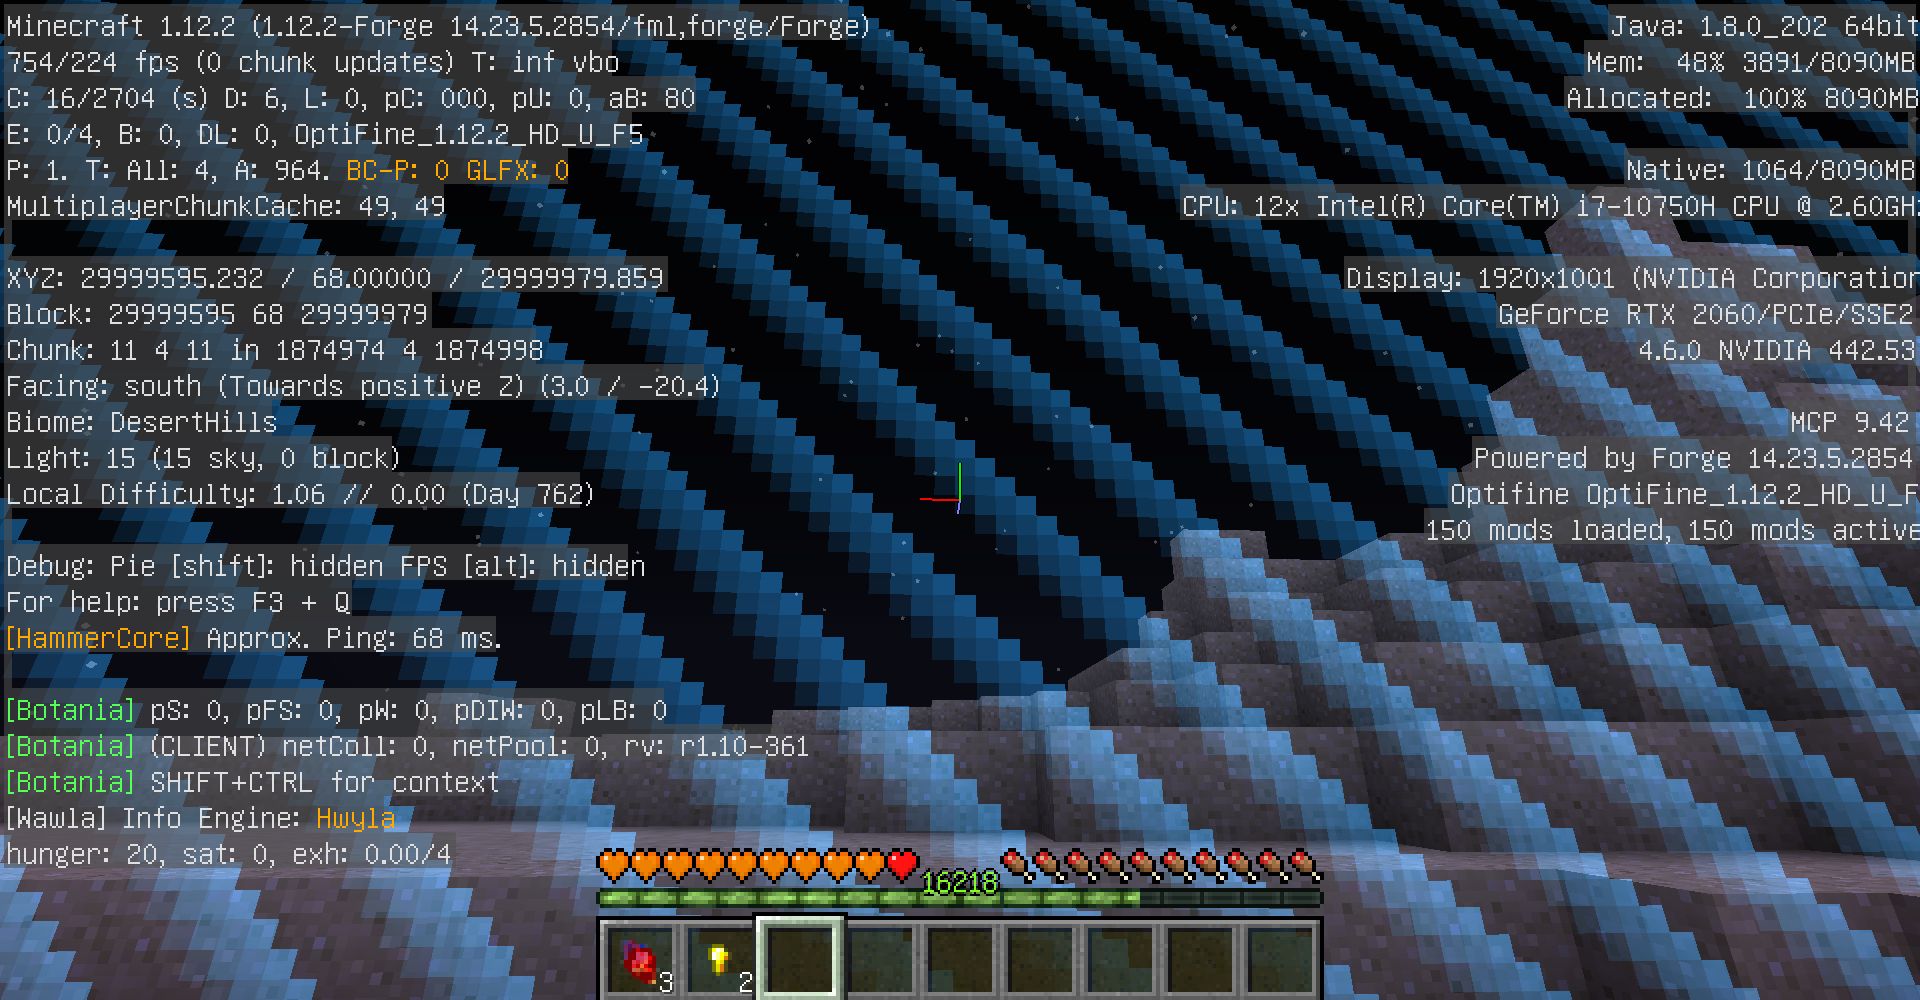 Minecraft 1.12.2 (1.12.2-Forge 14.23.5.2854/fml,forge/Forge)
754/224 fps (0 chunk updates) T: inf vbo
C: 16/2704 (s) D: 6, L: 0, pC: 000, pU: 0, aB: 80
E: 0/4, B: 0, DL: 0, OptiFine_1.12.2_HD_U_F5
P: 1. T: All: 4, A: 964. BC-P: 0 GLFX: 0
MultiplayerChunkCache: 49, 49
XYZ: 29999595.232 / 68.00000 / 29999979.859
Block: 29999595 68 29999979
Chunk: 11 4 11 in 1874974 4 1874998
Facing: south (Towards positive Z) (3.0 / -20.4)
Biome: DesertHills
Light: 15 (15 sky, 0 block)
Local Difficulty: 1.06 // 0.00 (Day 762)
Debug: Pie [shift]: hidden FPS [alt]: hidden
For help: press F3 + Q
[HammerCore] Approx. Ping: 68 ms.
[Botania] pS: 0, pFS: 0, pW: 0, pDIW: 0, pLB: 0
[Botania] (CLIENT) netColl: 0, netPool: 0, rv: r1.10-361
[Botania] SHIFT+CTRL for context
[Wawla] Info Engine: Hwyla
hunger: 20, sat: 0, exh: 0.00/4
Java: 1.8.0_202 64bit
Mem: 48% 3891/8090MB
Allocated: 100% 8090MB
Native: 1064/8090MB
CPU: 12x Intel(R) Core(TM) i7-10750H CPU @ 2.60GH
Display: 1920x1001 (NVIDIA Corporation
GeForce RTX 2060/PCIe/SSE2
4.6.0 NVIDIA 442.53
MCP 9.42
Powered by Forge 14.23.5.2854
Optifine OptiFine_1.12.2_HD_U_F
150 mods loaded, 150 mods active
16218
3
2